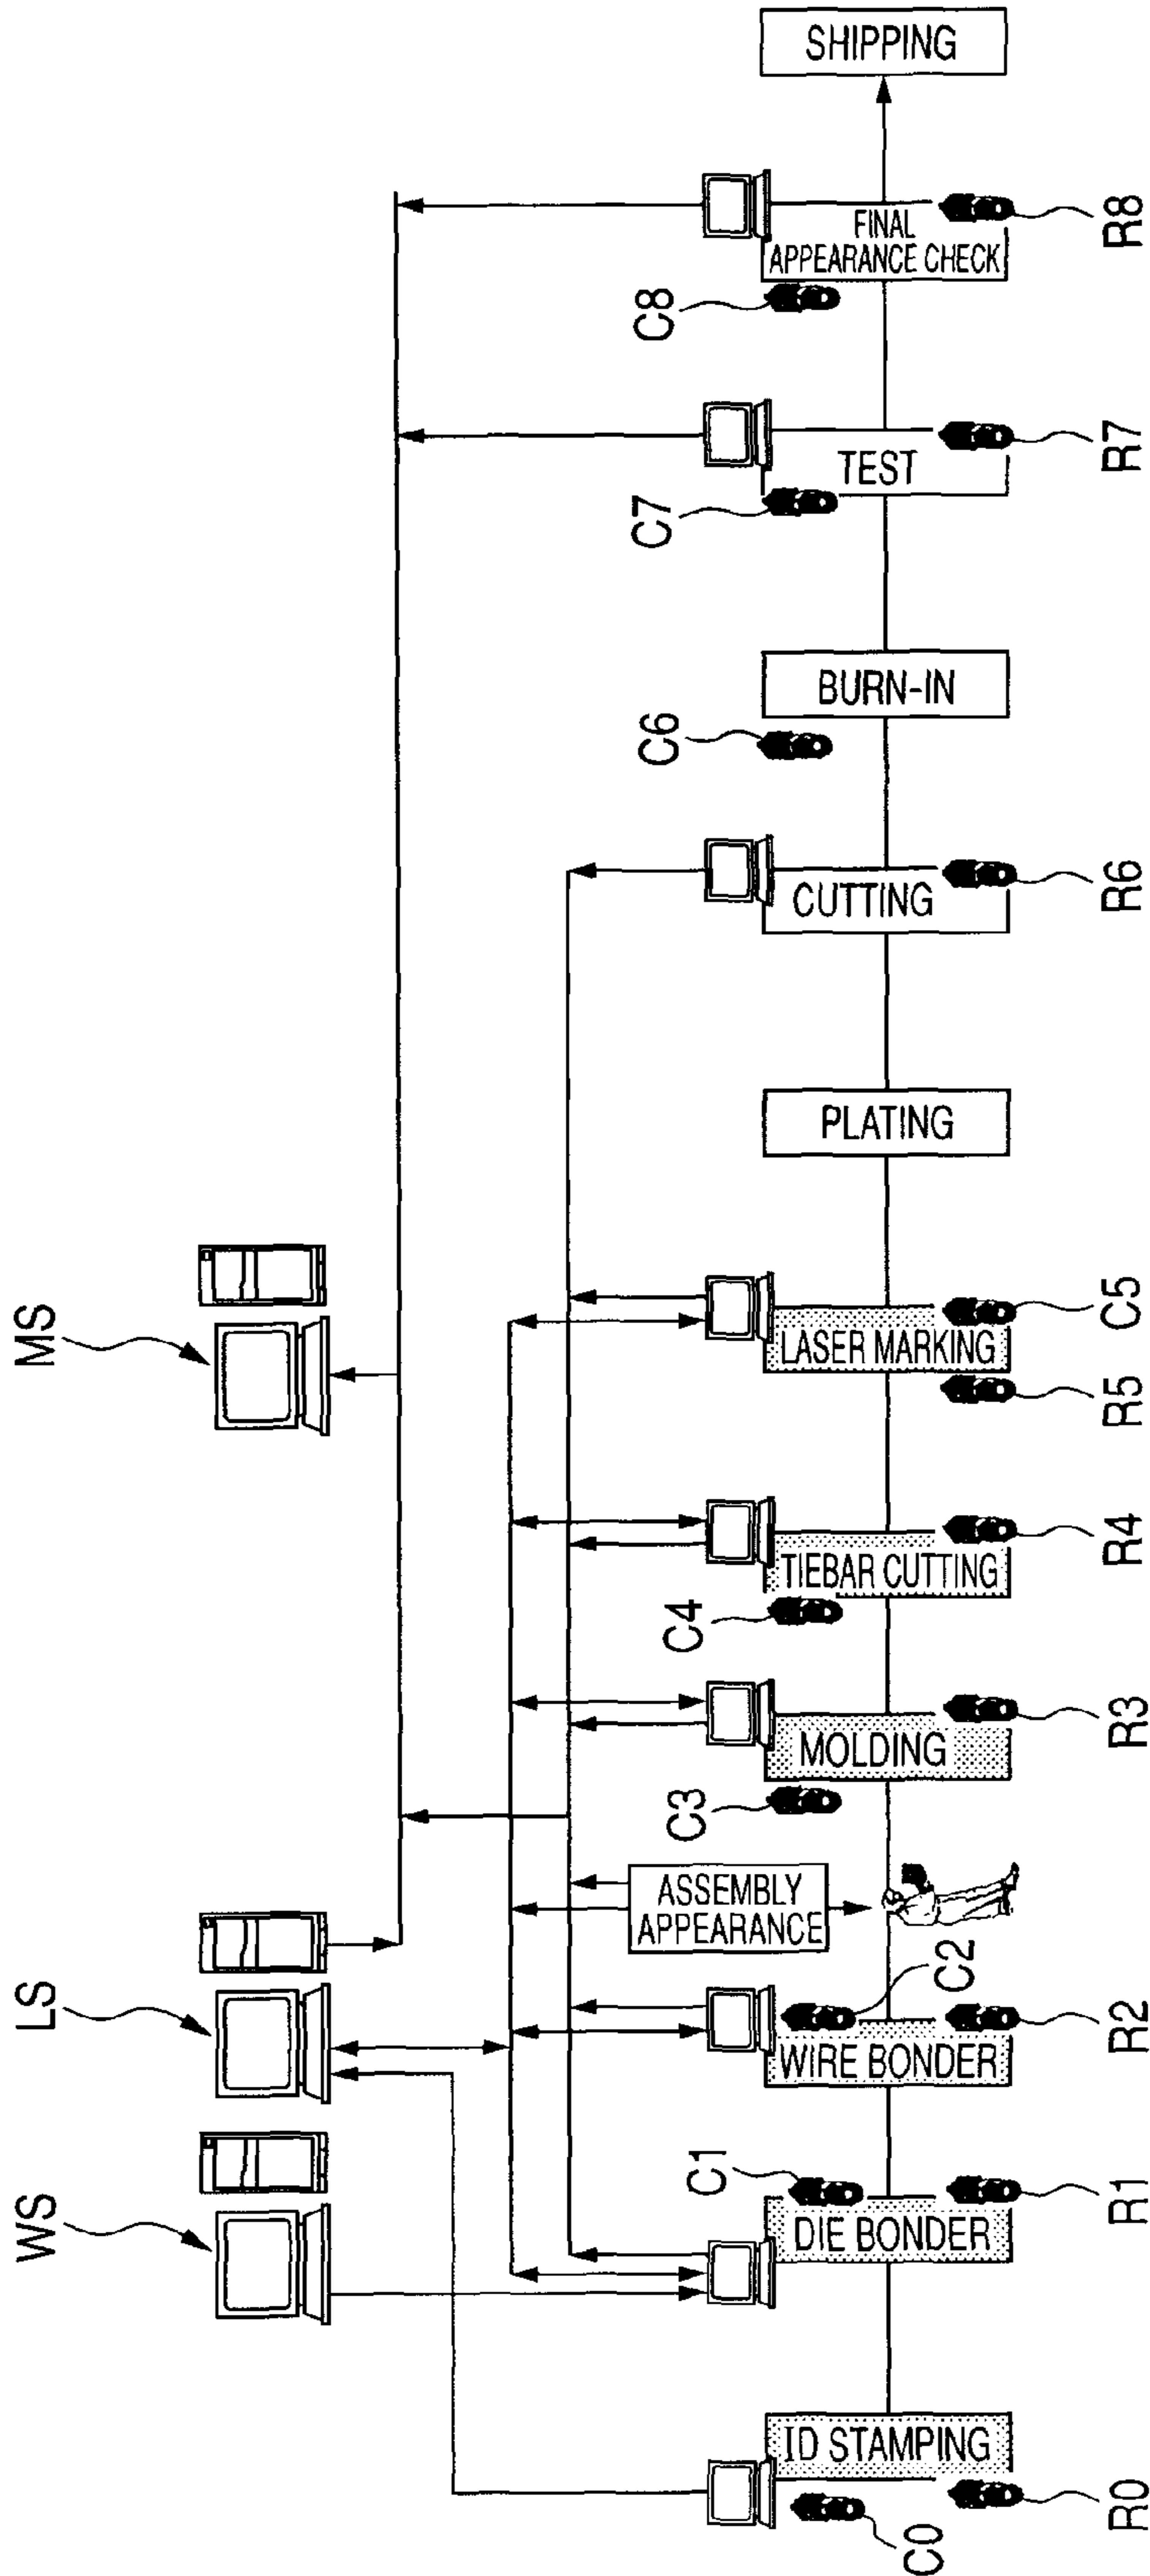 WS
LS
MS
ID STAMPING
C0
R0
DIE BONDER
C1
R1
WIRE BONDER
C2
R2
ASSEMBLY
APPEARANCE
MOLDING
C3
R3
TIEBAR CUTTING
C4
R4
LASER MARKING
R5
C5
PLATING
CUTTING
R6
C6
BURN-IN
TEST
C7
R7
FINAL
APPEARANCE CHECK
C8
R8
SHIPPING